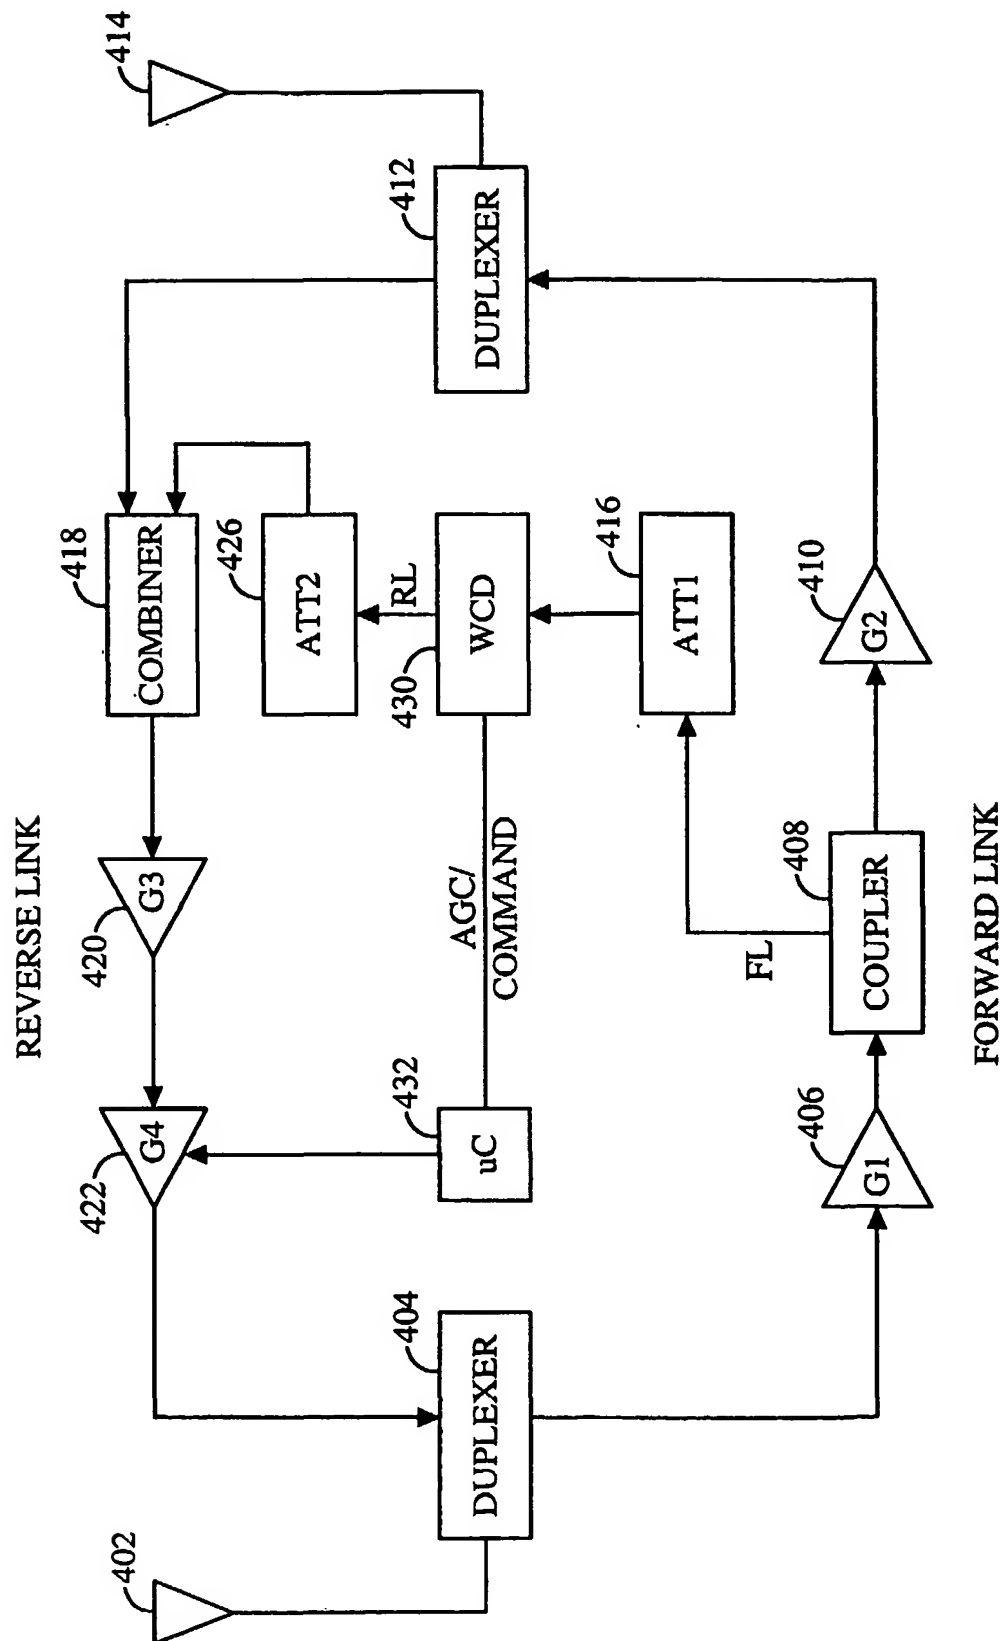 REVERSE LINK
402
DUPLEXER
404
G4
422
G3
420
COMBINER
418
ATT2
426
RL
WCD
430
AGC/
COMMAND
uC
432
ATT1
416
FL
COUPLER
408
G1
406
G2
410
DUPLEXER
412
414
FORWARD LINK